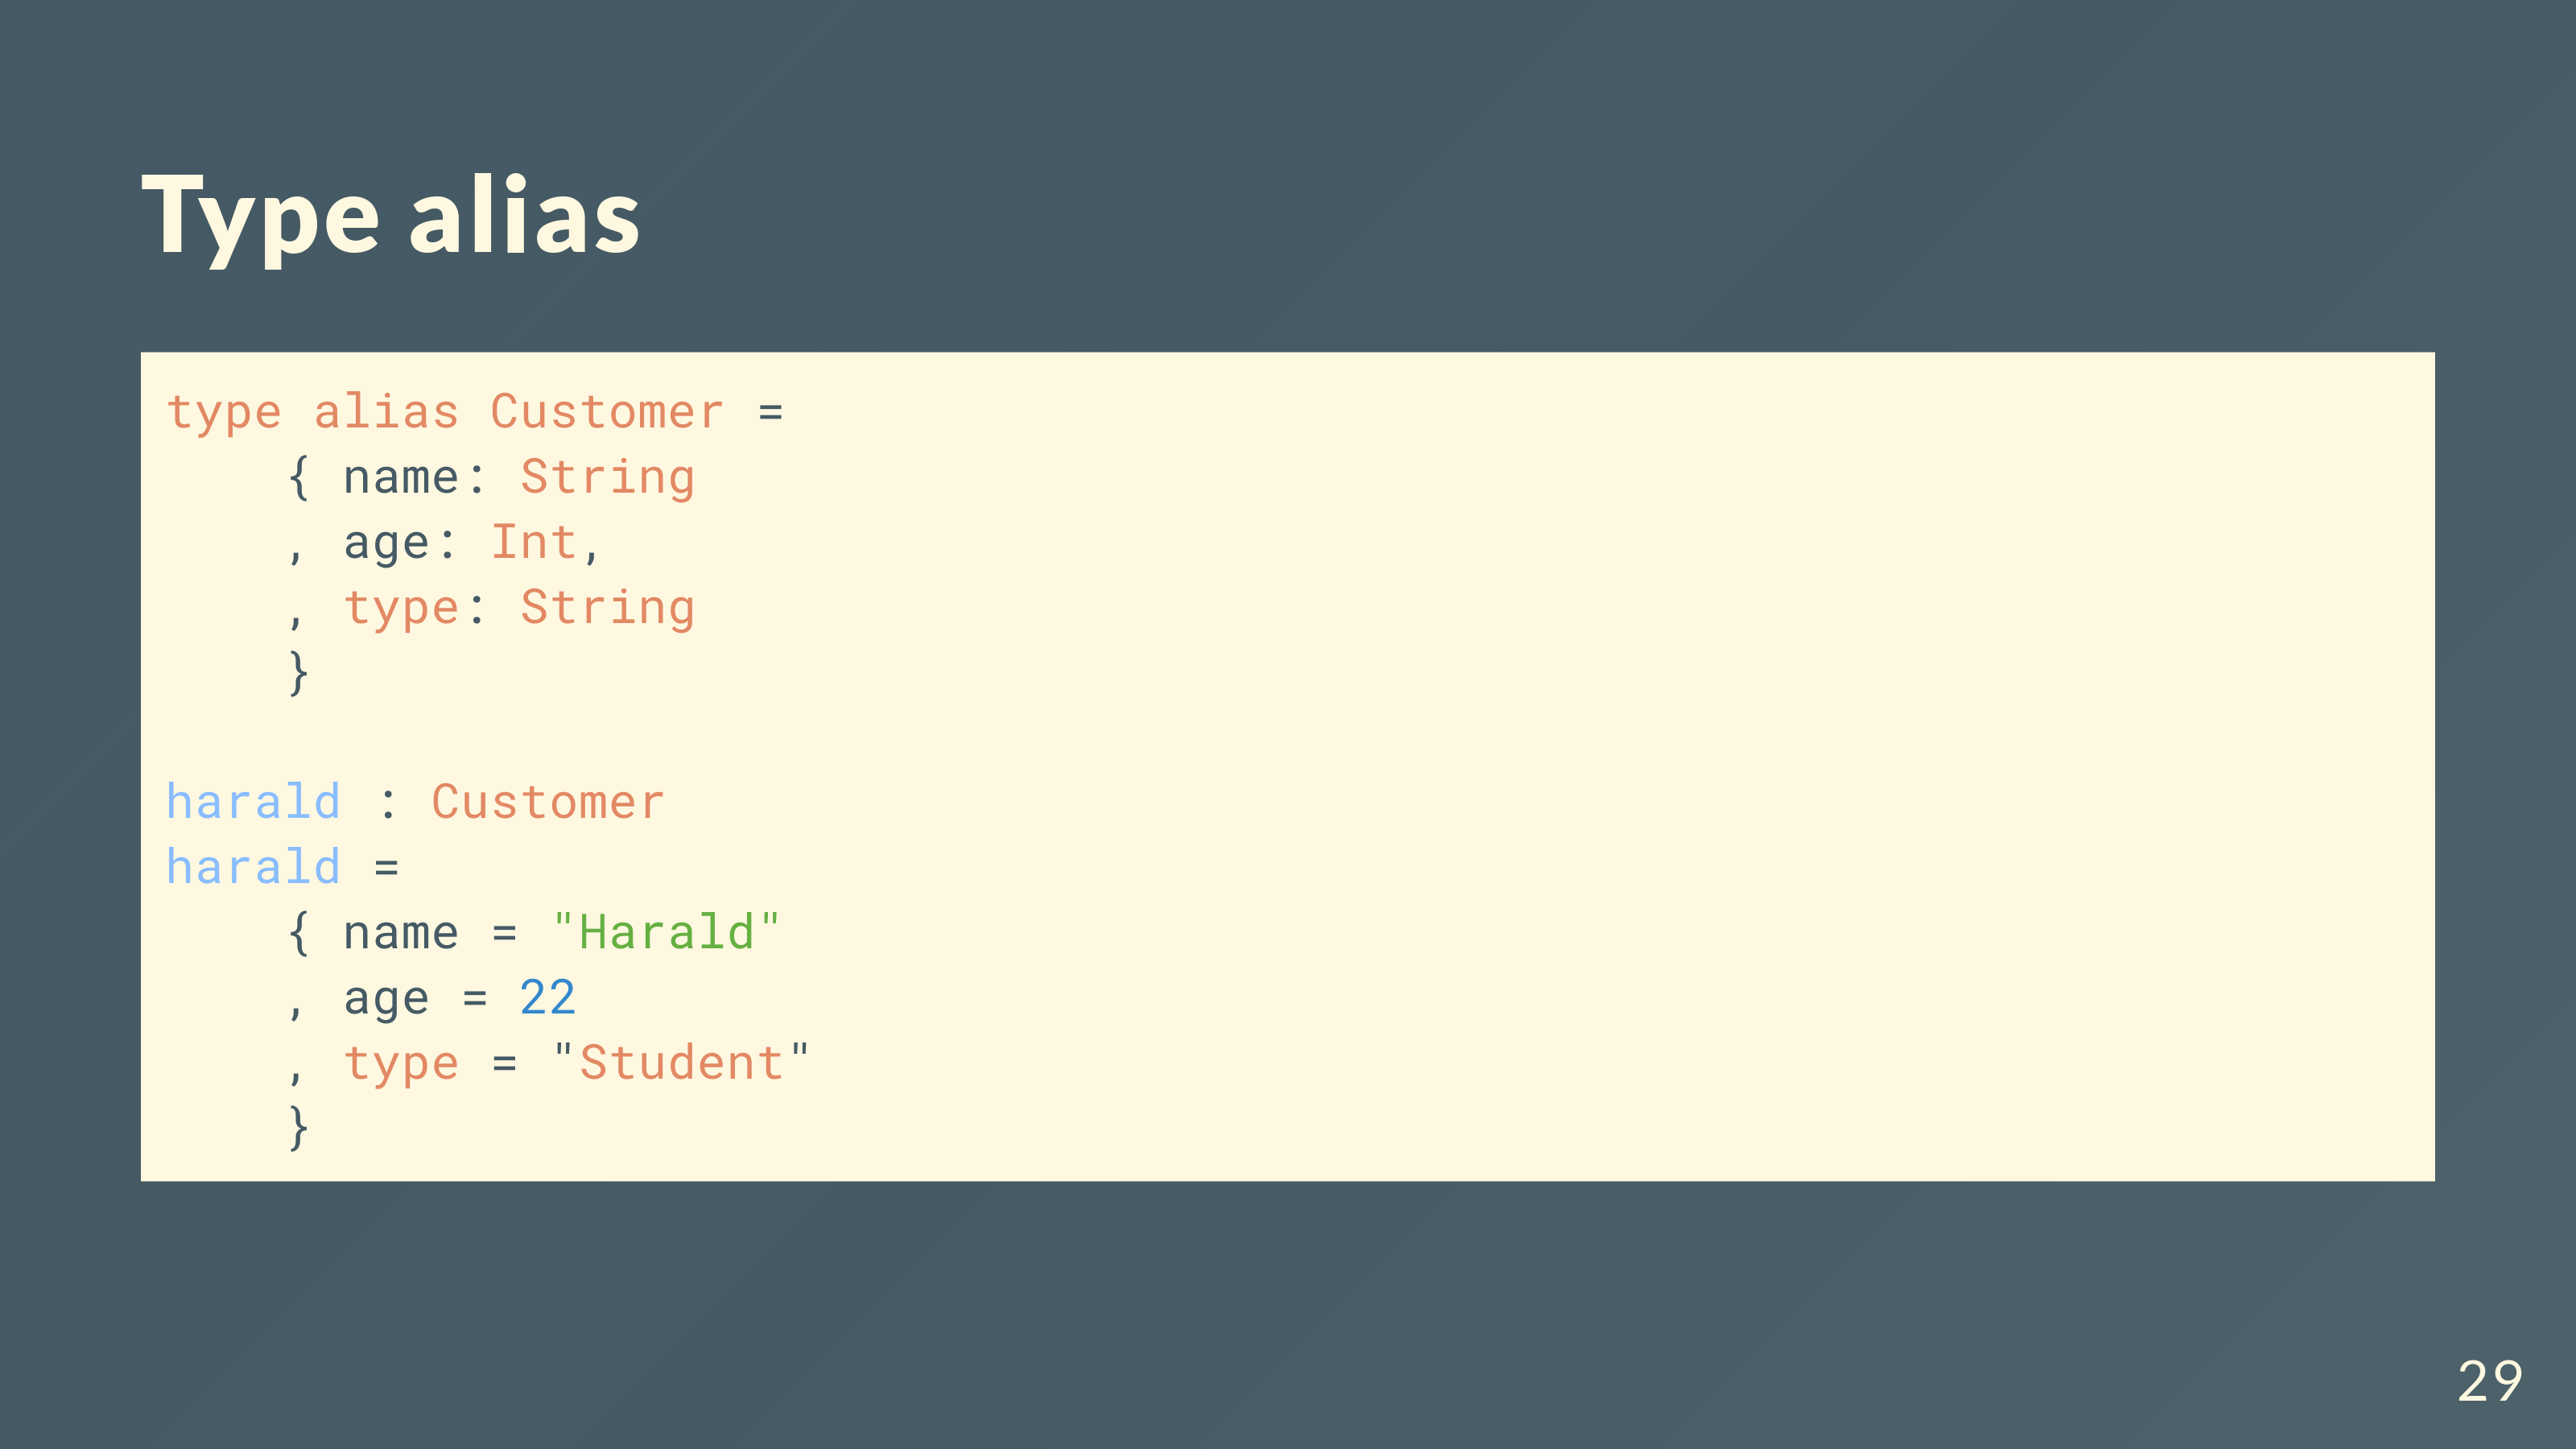 Type alias
type alias Customer =
    { name: String
    , age: Int,
    , type: String
    }
harald : Customer
harald =
    { name = "Harald"
    , age = 22
    , type = "Student"
    }
29